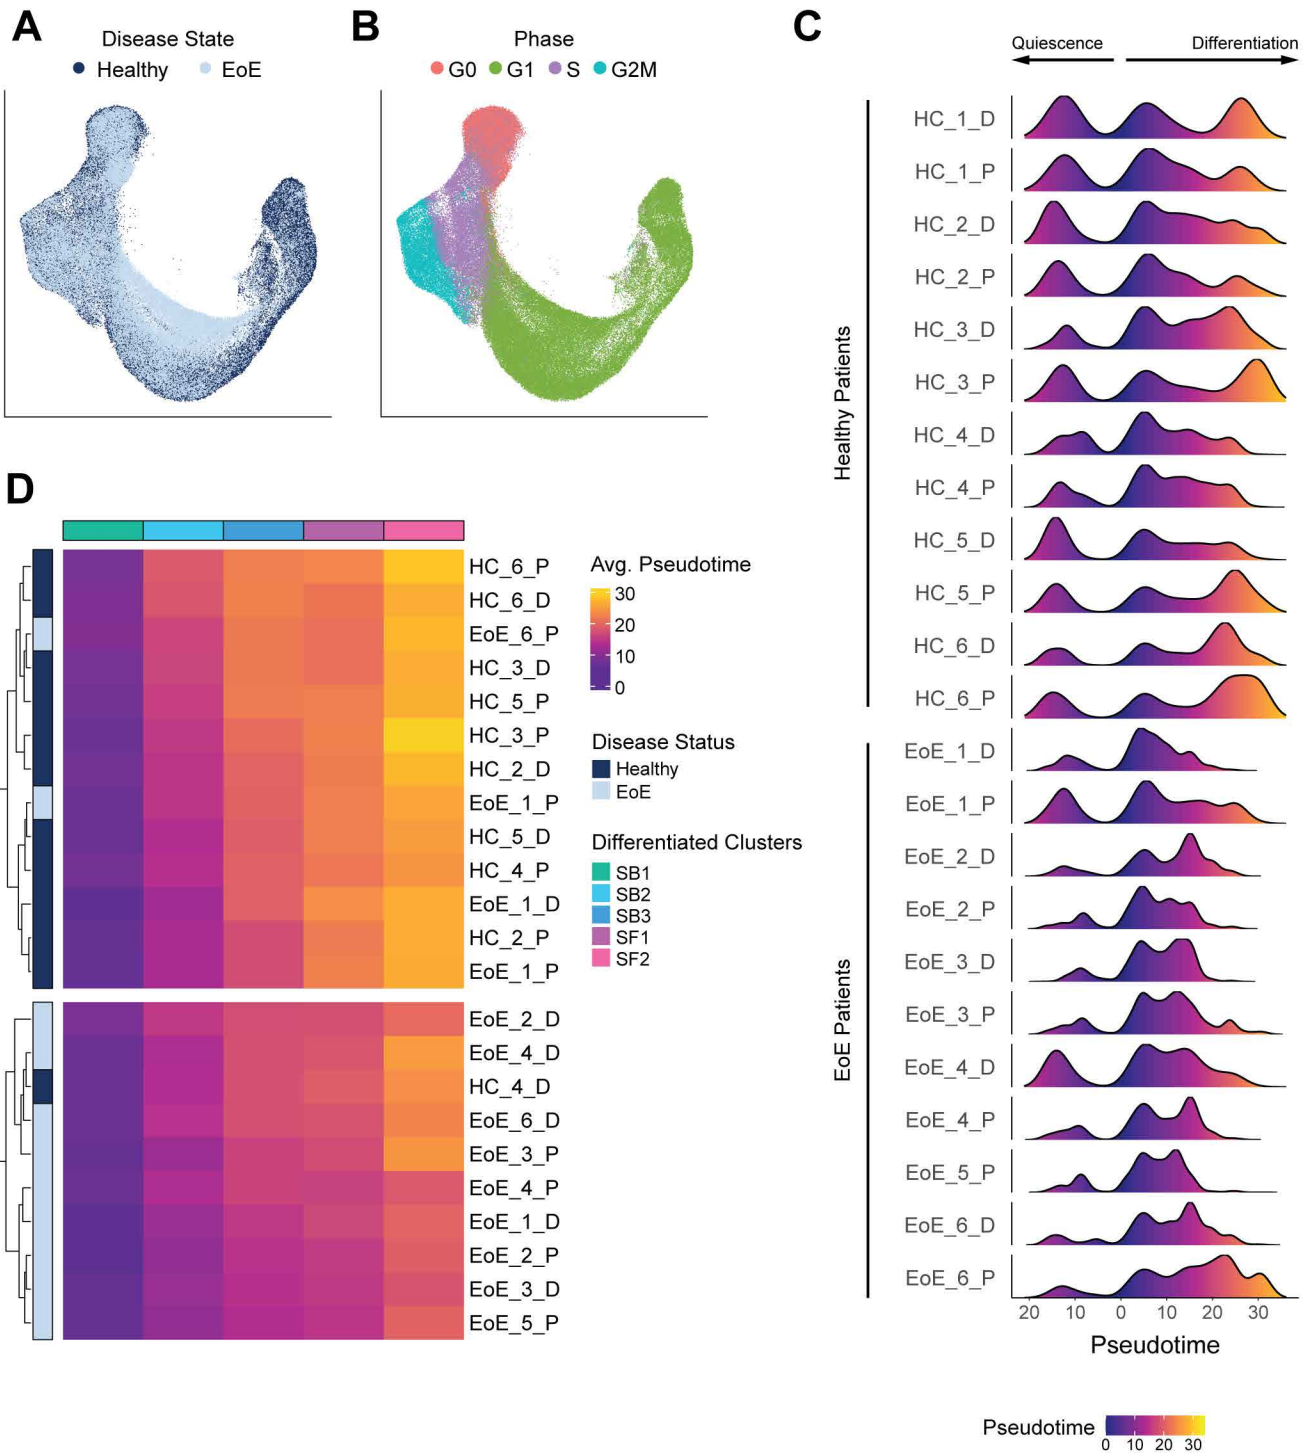 A
Disease State
Healthy EoE
B
Phase
G0 G1 S G2M
C
Quiescence Differentiation
Healthy Patients
HC_1_D
HC_1_P
HC_2_D
HC_2_P
HC_3_D
HC_3_P
HC_4_D
HC_4_P
HC_5_D
HC_5_P
HC_6_D
HC_6_P
EoE Patients
EoE_1_D
EoE_1_P
EoE_2_D
EoE_2_P
EoE_3_D
EoE_3_P
EoE_4_D
EoE_4_P
EoE_5_P
EoE_6_D
EoE_6_P
20 10 0 10 20 30
Pseudotime
Pseudotime
0 10 20 30
D
HC_6_P
HC_6_D
EoE_6_P
HC_3_D
HC_5_P
HC_3_P
HC_2_D
EoE_1_P
HC_5_D
HC_4_P
EoE_1_D
HC_2_P
EoE_1_P
EoE_2_D
EoE_4_D
HC_4_D
EoE_6_D
EoE_3_P
EoE_4_P
EoE_1_D
EoE_2_P
EoE_3_D
EoE_5_P
Avg. Pseudotime
30
20
10
0
Disease Status
Healthy
EoE
Differentiated Clusters
SB1
SB2
SB3
SF1
SF2